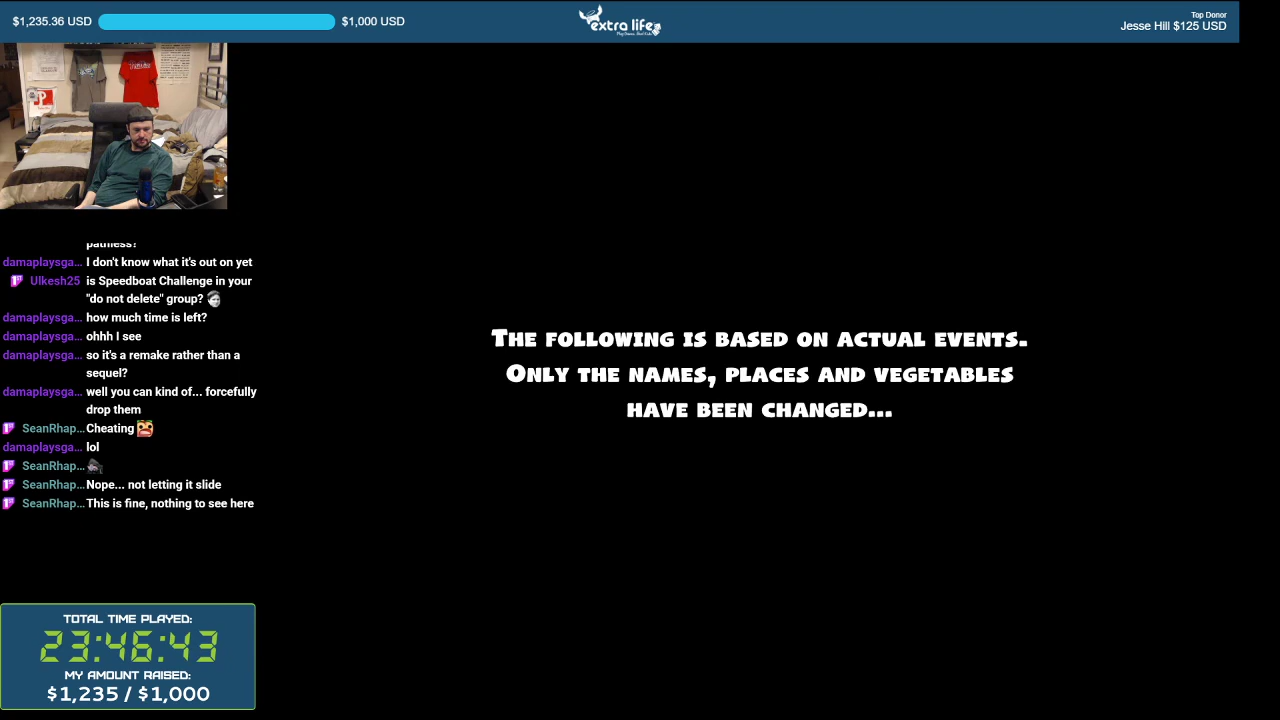 $1,235.36 USD
$1,000 USD
extra life
Top Donor
Jesse Hill $125 USD
I don't know what it's out on yet
damaplaysga...
Ulkesh25
is Speedboat Challenge in your
"do not delete" group?
damaplaysga...
how much time is left?
damaplaysga...
ohhh I see
damaplaysga...
so it's a remake rather than a
sequel?
damaplaysga...
well you can kind of... forcefully
drop them
SeanRhap...
Cheating
damaplaysga...
lol
SeanRhap...
SeanRhap...
Nope... not letting it slide
SeanRhap...
This is fine, nothing to see here
The following is based on actual events.
Only the names, places and vegetables
have been changed...
TOTAL TIME PLAYED:
23:46:43
MY AMOUNT RAISED:
$1,235 / $1,000